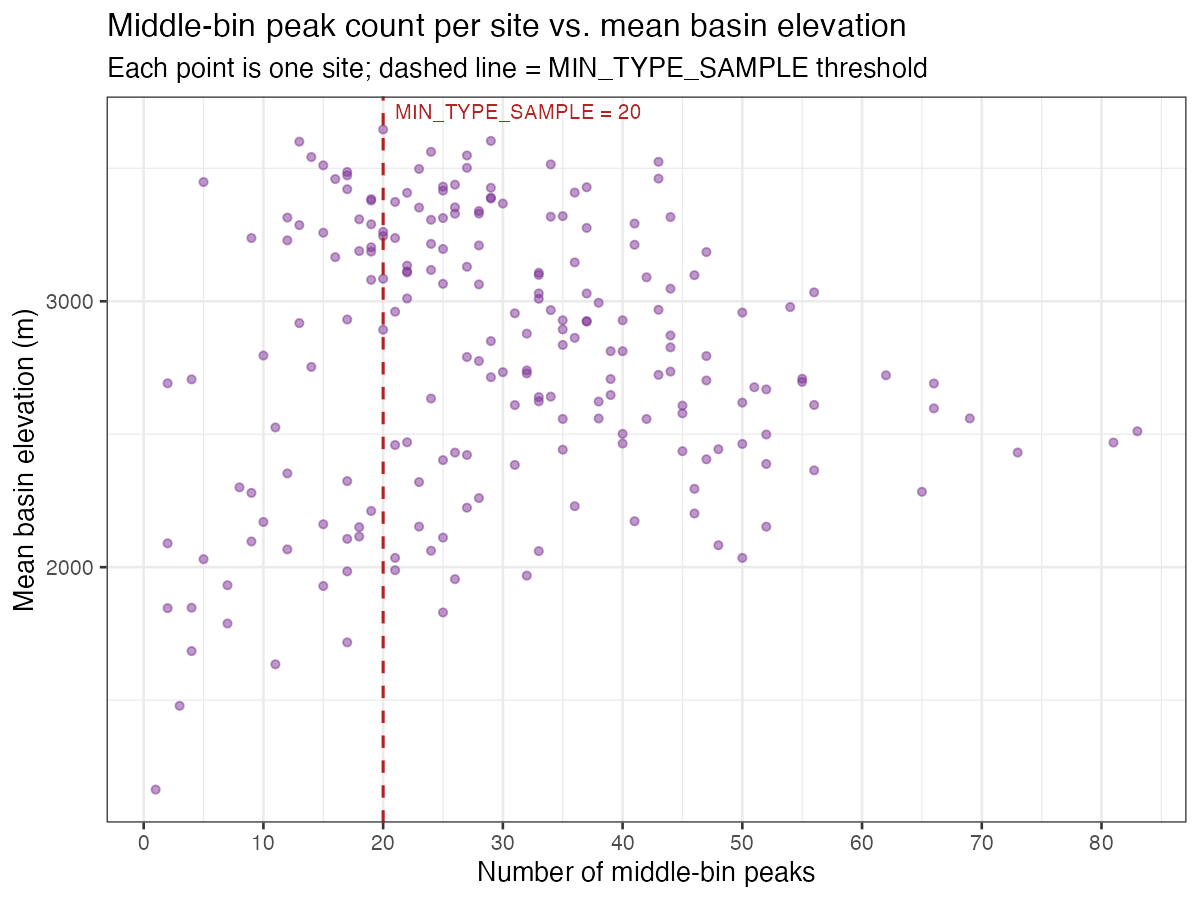 Middle-bin peak count per site vs. mean basin elevation
Each point is one site; dashed line = MIN_TYPE_SAMPLE threshold
MIN_TYPE_SAMPLE = 20
Mean basin elevation (m)
3000
2000
0 10 20 30 40 50 60 70 80
Number of middle-bin peaks